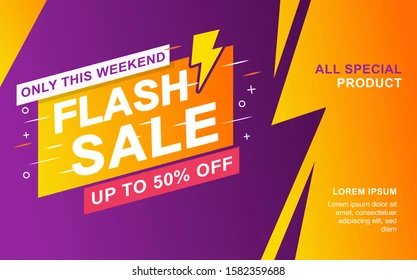 ONLY THIS WEEKEND
FLASH
SALE
UP TO 50% OFF
ALL SPECIAL
PRODUCT
LOREM IPSUM
Lorem ipsum dolor
sit amet, consectetuer
adipiscing elit, sed
diam
shutterstock.com · 1582359688